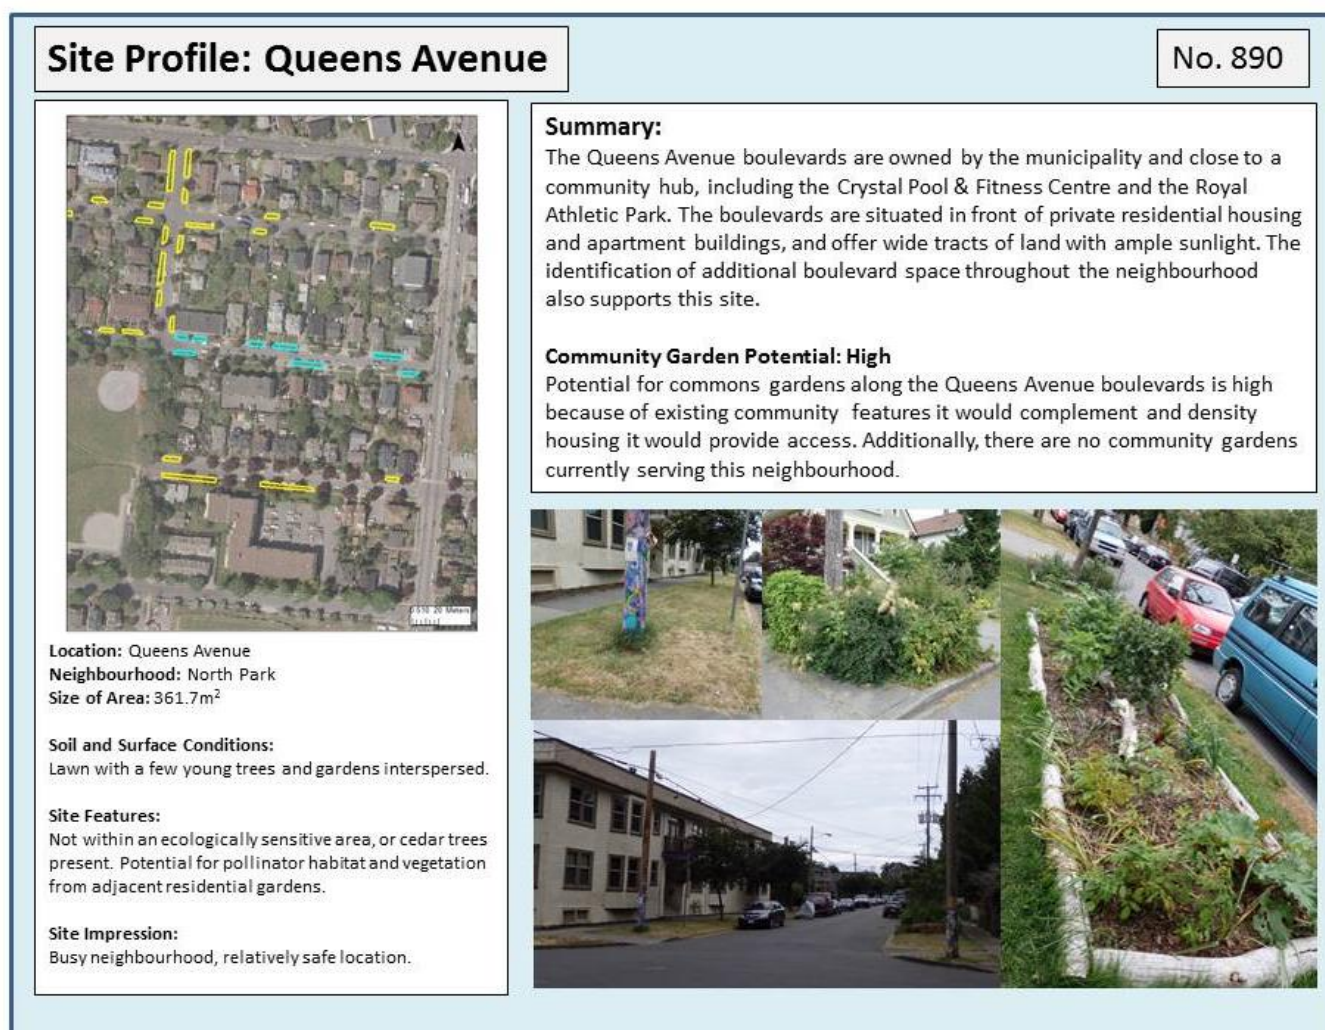 Site Profile: Queens Avenue
No. 890
Location: Queens Avenue
Neighbourhood: North Park
Size of Area: 361.7m²
Soil and Surface Conditions:
Lawn with a few young trees and gardens interspersed.
Site Features:
Not within an ecologically sensitive area, or cedar trees
present. Potential for pollinator habitat and vegetation
from adjacent residential gardens.
Site Impression:
Busy neighbourhood, relatively safe location.
Summary:
The Queens Avenue boulevards are owned by the municipality and close to a
community hub, including the Crystal Pool & Fitness Centre and the Royal
Athletic Park. The boulevards are situated in front of private residential housing
and apartment buildings, and offer wide tracts of land with ample sunlight. The
identification of additional boulevard space throughout the neighbourhood
also supports this site.
Community Garden Potential: High
Potential for commons gardens along the Queens Avenue boulevards is high
because of existing community features it would complement and density
housing it would provide access. Additionally, there are no community gardens
currently serving this neighbourhood.